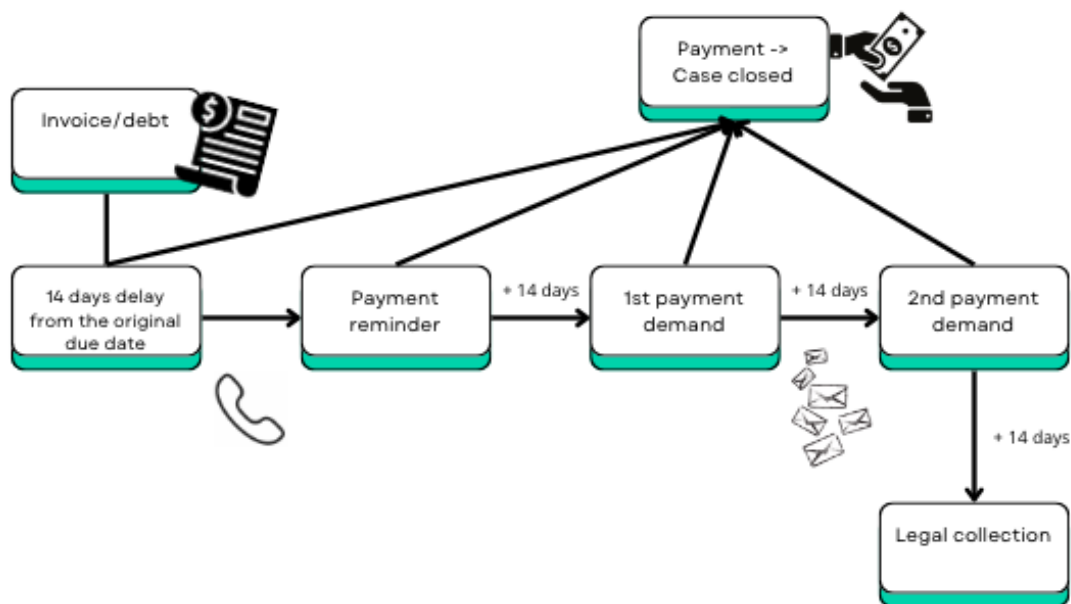 Payment ->
Case closed
Invoice/debt
14 days delay
from the original
due date
Payment
reminder
+ 14 days
1st payment
demand
+ 14 days
2nd payment
demand
+ 14 days
Legal collection